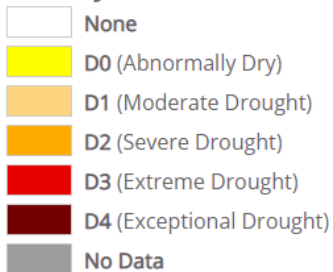 None
D0 (Abnormally Dry)
D1 (Moderate Drought)
D2 (Severe Drought)
D3 (Extreme Drought)
D4 (Exceptional Drought)
No Data